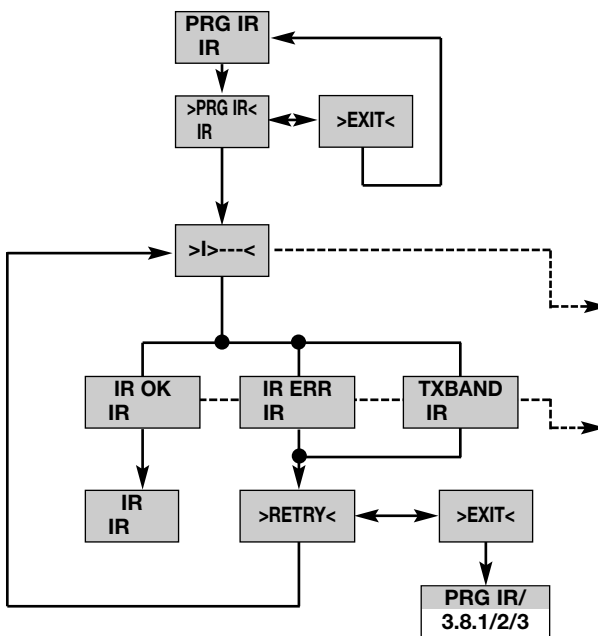 PRG IR
IR
>PRG IR<
IR
>EXIT<
>I>---<
IR OK
IR
IR ERR
IR
TXBAND
IR
IR
IR
>RETRY<
>EXIT<
PRG IR/
3.8.1/2/3